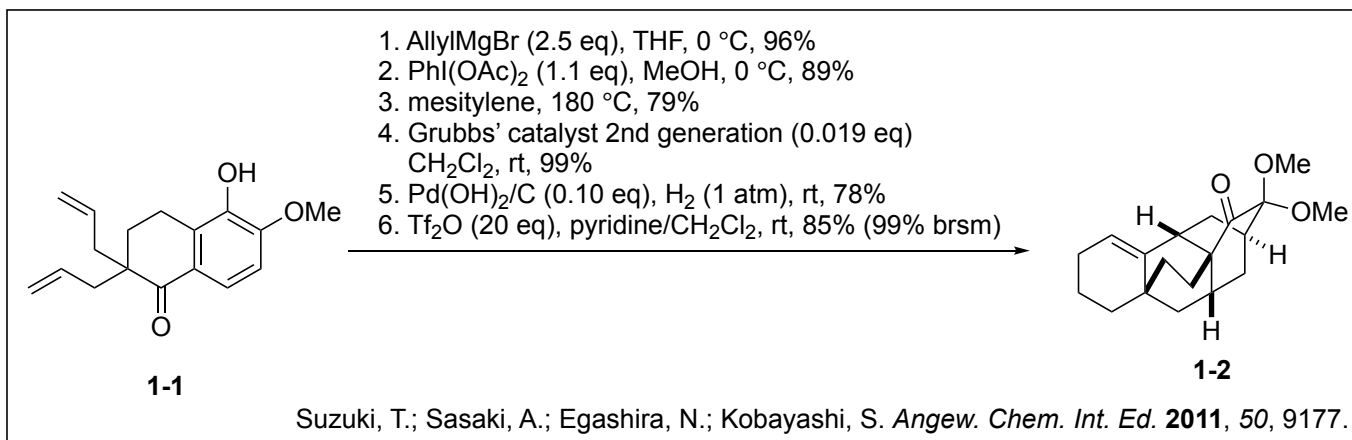 1. AllylMgBr (2.5 eq), THF, 0 °C, 96%
2. PhI(OAc)₂ (1.1 eq), MeOH, 0 °C, 89%
3. mesitylene, 180 °C, 79%
4. Grubbs' catalyst 2nd generation (0.019 eq)
CH₂Cl₂, rt, 99%
5. Pd(OH)₂/C (0.10 eq), H₂ (1 atm), rt, 78%
6. Tf₂O (20 eq), pyridine/CH₂Cl₂, rt, 85% (99% brsm)
OH
OMe
O
1-1
O
OMe
OMe
H
H
H
1-2
Suzuki, T.; Sasaki, A.; Egashira, N.; Kobayashi, S. Angew. Chem. Int. Ed. 2011, 50, 9177.